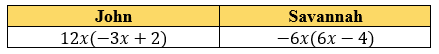 John Savannah
12x(−3x + 2) −6x(6x − 4)